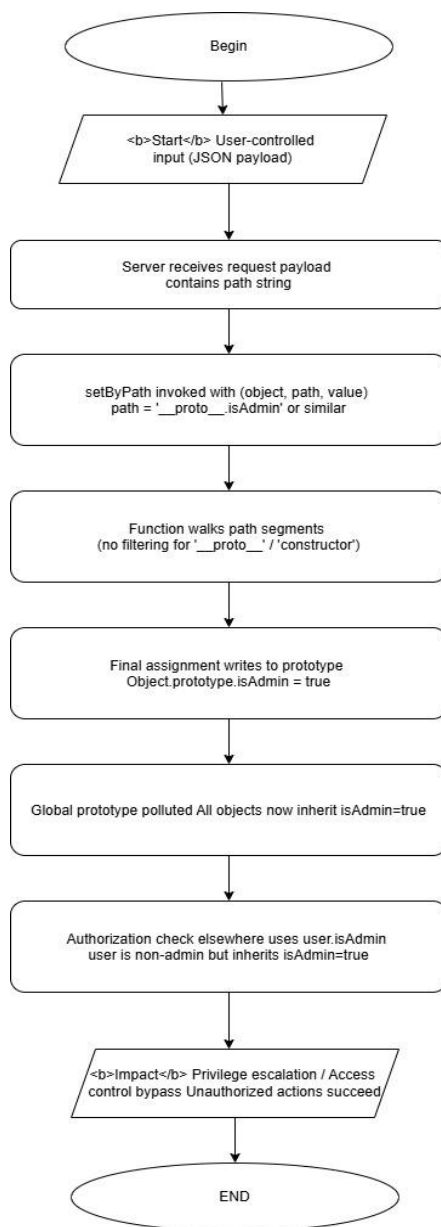 Begin
<b>Start</b> User-controlled
input (JSON payload)
Server receives request payload
contains path string
setByPath invoked with (object, path, value)
path = '__proto__.isAdmin' or similar
Function walks path segments
(no filtering for '__proto__' / 'constructor')
Final assignment writes to prototype
Object.prototype.isAdmin = true
Global prototype polluted All objects now inherit isAdmin=true
Authorization check elsewhere uses user.isAdmin
user is non-admin but inherits isAdmin=true
<b>Impact</b> Privilege escalation / Access
control bypass Unauthorized actions succeed
END